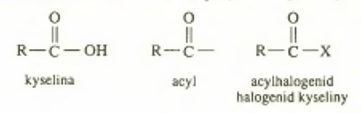 O O O
R—C—OH R—C— R—C—X
kyselina acyl acylhalogenid
halogenid kyseliny